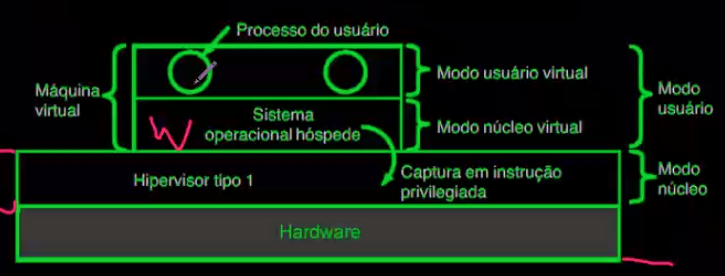 Processo do usuário
Máquina
virtual
Modo usuário virtual
Modo
usuário
Sistema
operacional hóspede
Modo núcleo virtual
W
Hipervisor tipo 1
Captura em instrução
privilegiada
Modo
núcleo
Hardware